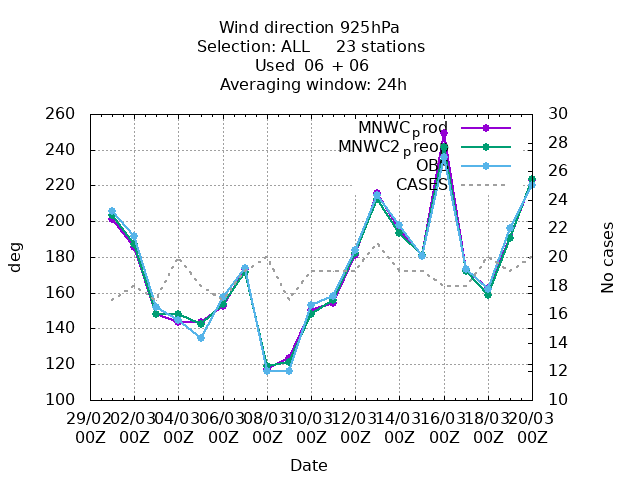 Wind direction 925hPa
Selection: ALL 23 stations
Used 06 + 06
Averaging window: 24h
260
240
220
200
180
160
140
120
100
deg
30
28
26
24
22
20
18
16
14
12
10
No cases
MNWCprod
MNWC2preop
OBS
CASES
29/02 02/03 04/03 06/03 08/03 10/03 12/03 14/03 16/03 18/03 20/03
00Z 00Z 00Z 00Z 00Z 00Z 00Z 00Z 00Z 00Z 00Z
Date